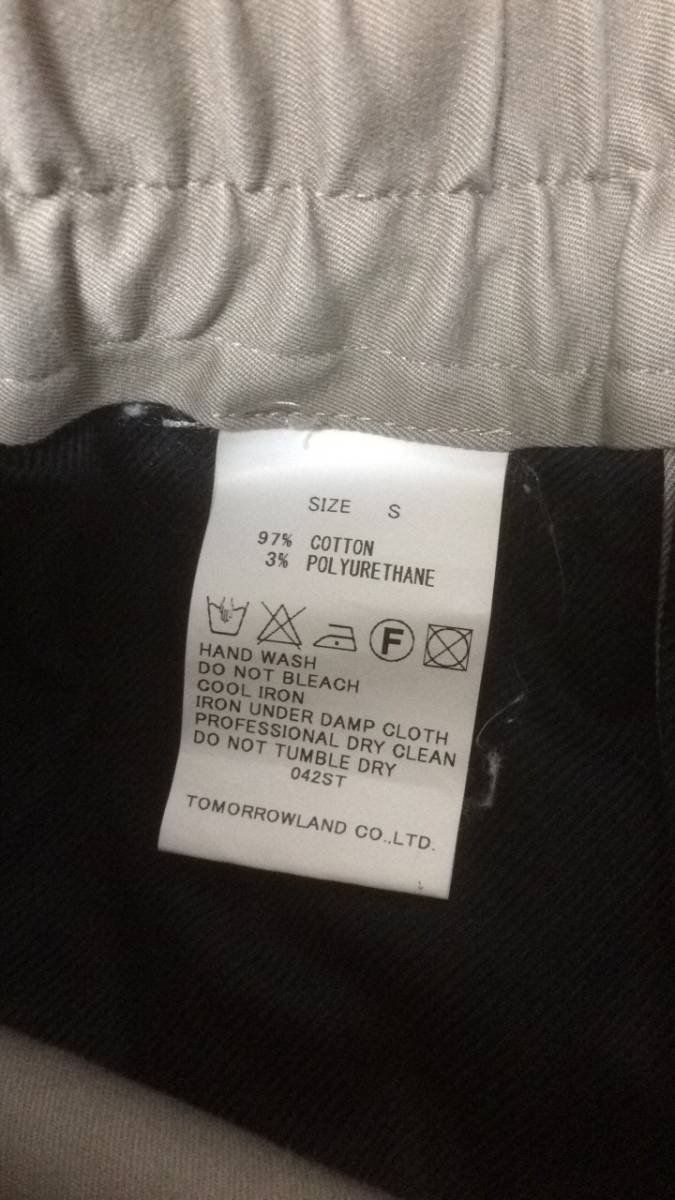 SIZE S
97% COTTON
3% POLYURETHANE
F
HAND WASH
DO NOT BLEACH
COOL IRON
IRON UNDER DAMP CLOTH
PROFESSIONAL DRY CLEAN
DO NOT TUMBLE DRY
042ST
TOMORROWLAND CO.,LTD.